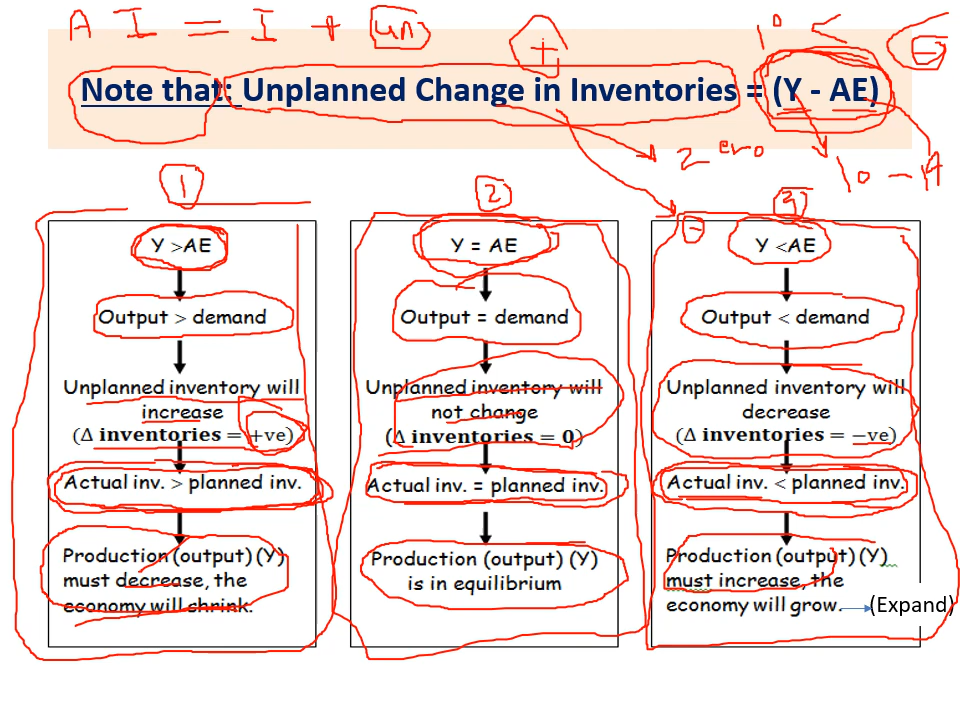 A I = I + un
+
10 <
-
Note that: Unplanned Change in Inventories = (Y - AE)
zero
10 - 14
1
2
3
-
Y >AE
Output > demand
Unplanned inventory will
increase
(Δ inventories = +ve)
Actual inv. > planned inv.
Production (output) (Y)
must decrease, the
economy will shrink.
Y = AE
Output = demand
Unplanned inventory will
not change
(Δ inventories = 0)
Actual inv. = planned inv.
Production (output) (Y)
is in equilibrium
Y <AE
Output < demand
Unplanned inventory will
decrease
(Δ inventories = −ve)
Actual inv. < planned inv.
Production (output) (Y)
must increase, the
economy will grow. (Expand)